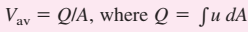 V_av = Q/A, where Q = ∫u dA